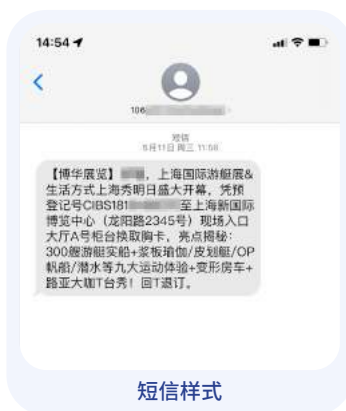 14:54
106
短信
5月11日 周三 11:58
【博华展览】 ，上海国际游艇展&
生活方式上海秀明日盛大开幕，凭预
登记号CIBS181 至上海新国际
博览中心（龙阳路2345号）现场入口
大厅A号柜台换取胸卡，亮点揭秘：
300艘游艇实船+桨板瑜伽/皮划艇/OP
帆船/潜水等九大运动体验+变形房车+
路亚大咖T台秀！回T退订。
短信样式